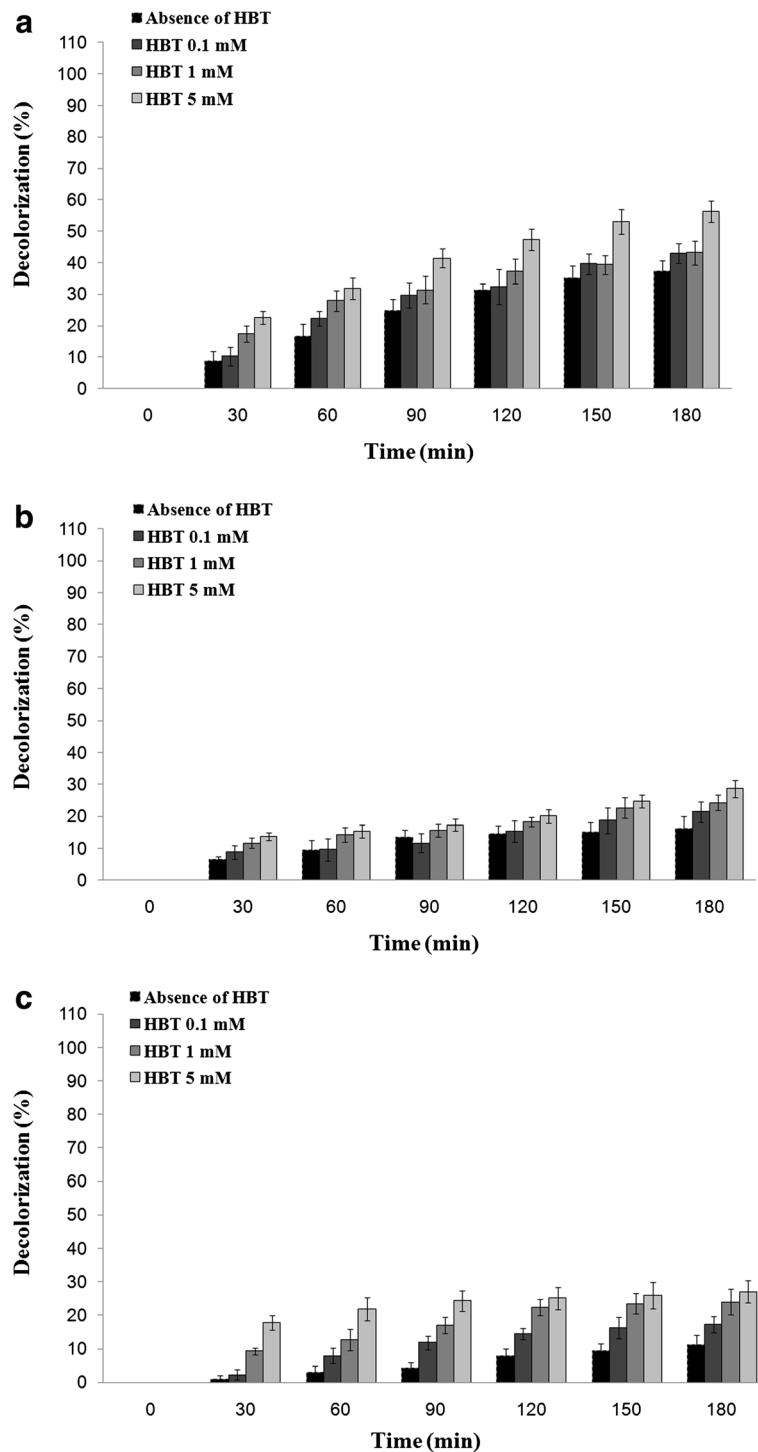 a
Absence of HBT
HBT 0.1 mM
HBT 1 mM
HBT 5 mM
Decolorization (%)
110
100
90
80
70
60
50
40
30
20
10
0
0 30 60 90 120 150 180
Time (min)
b
Absence of HBT
HBT 0.1 mM
HBT 1 mM
HBT 5 mM
Decolorization (%)
110
100
90
80
70
60
50
40
30
20
10
0
0 30 60 90 120 150 180
Time (min)
c
Absence of HBT
HBT 0.1 mM
HBT 1 mM
HBT 5 mM
Decolorization (%)
110
100
90
80
70
60
50
40
30
20
10
0
0 30 60 90 120 150 180
Time (min)